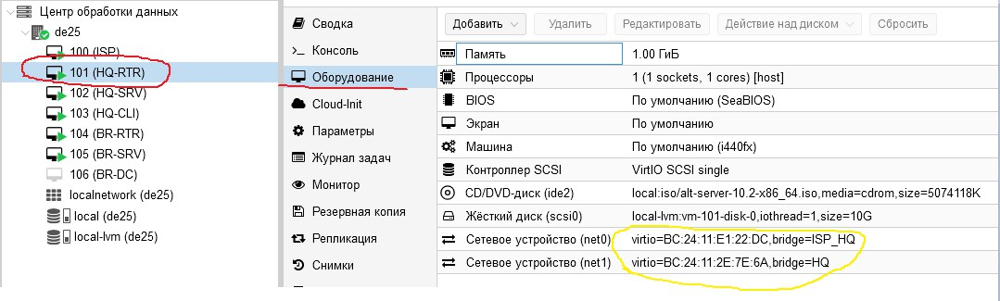 Центр обработки данных
de25
100 (ISP)
101 (HQ-RTR)
102 (HQ-SRV)
103 (HQ-CLI)
104 (BR-RTR)
105 (BR-SRV)
106 (BR-DC)
localnetwork (de25)
local (de25)
local-lvm (de25)
Сводка
Консоль
Оборудование
Cloud-Init
Параметры
Журнал задач
Монитор
Резервная копия
Репликация
Снимки
Добавить Удалить Редактировать Действие над диском Сбросить
Память 1.00 ГиБ
Процессоры 1 (1 sockets, 1 cores) [host]
BIOS По умолчанию (SeaBIOS)
Экран По умолчанию
Машина По умолчанию (i440fx)
Контроллер SCSI VirtIO SCSI single
CD/DVD-диск (ide2) local:iso/alt-server-10.2-x86_64.iso,media=cdrom,size=5074118K
Жёсткий диск (scsi0) local-lvm:vm-101-disk-0,iothread=1,size=10G
Сетевое устройство (net0) virtio=BC:24:11:E1:22:DC,bridge=ISP_HQ
Сетевое устройство (net1) virtio=BC:24:11:2E:7E:6A,bridge=HQ